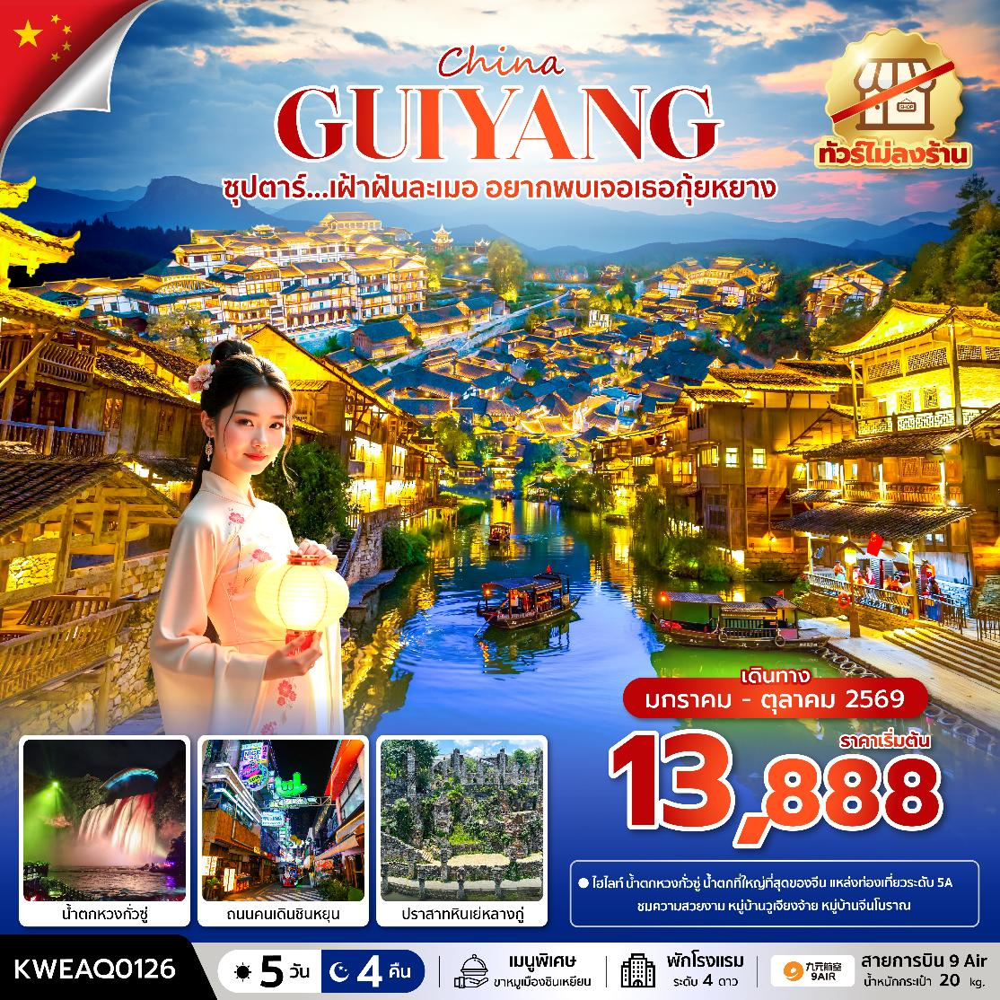 China
GUIYANG
ซุปตาร์...เฝ้าฝันละเมอ อยากพบเจอเธอกุ้ยหยาง
SHOP
ทัวร์ไม่ลงร้าน
เดินทาง
มกราคม - ตุลาคม 2569
ราคาเริ่มต้น
13,888
น้ำตกหวงกั่วซู่
ถนนคนเดินชินหยุน
ปราสาทหินเย่หลางกู่
● ไฮไลท์ น้ำตกหวงกั่วซู่ น้ำตกที่ใหญ่ที่สุดของจีน แหล่งท่องเที่ยวระดับ 5A
ชมความสวยงาม หมู่บ้านวูเจียงจ้าย หมู่บ้านจีนโบราณ
KWEAQ0126
5 วัน 4 คืน
เมนูพิเศษ
ขาหมูเมืองชินเหยียน
พักโรงแรม
ระดับ 4 ดาว
九元航空
9AIR
สายการบิน 9 Air
น้ำหนักกระเป๋า 20 kg.